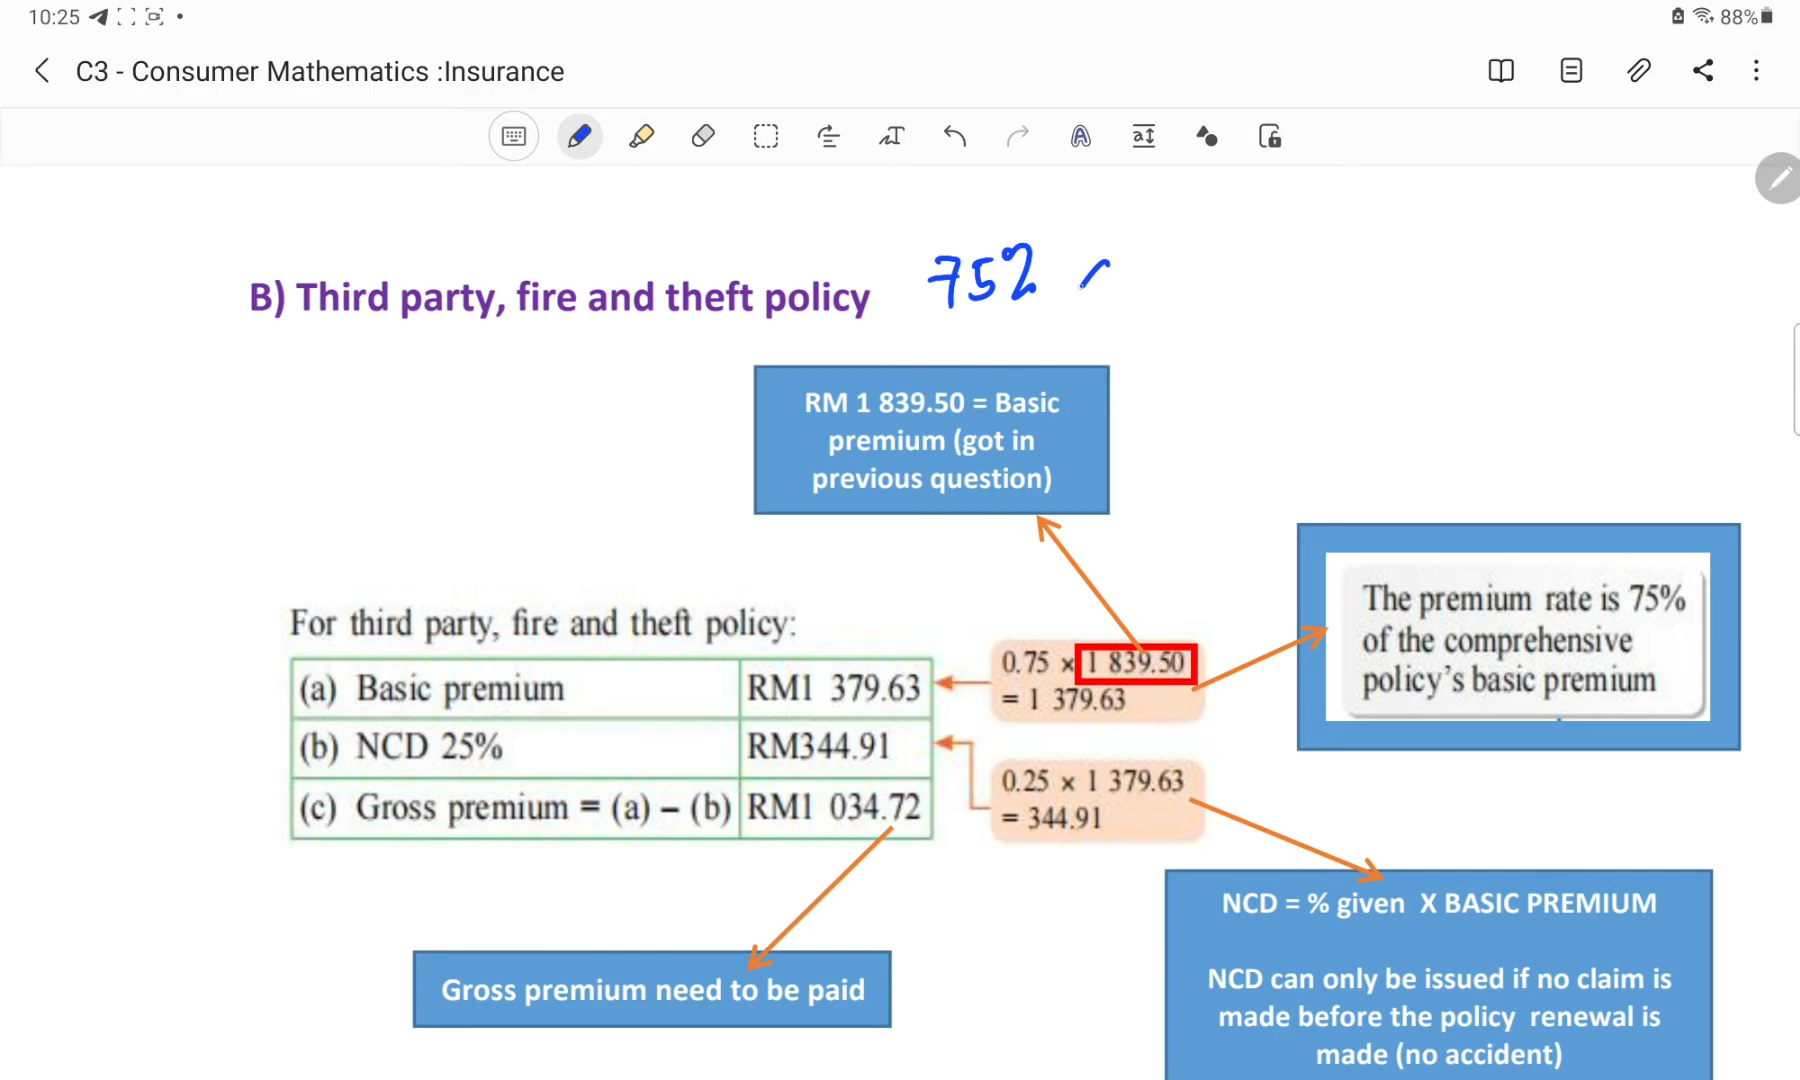 10:25
88%
C3 - Consumer Mathematics :Insurance
B) Third party, fire and theft policy
75%
RM 1 839.50 = Basic
premium (got in
previous question)
The premium rate is 75%
of the comprehensive
policy's basic premium
For third party, fire and theft policy:
(a) Basic premium RM1 379.63
(b) NCD 25% RM344.91
(c) Gross premium = (a) – (b) RM1 034.72
0.75 × 1 839.50
= 1 379.63
0.25 × 1 379.63
= 344.91
Gross premium need to be paid
NCD = % given X BASIC PREMIUM
NCD can only be issued if no claim is
made before the policy renewal is
made (no accident)